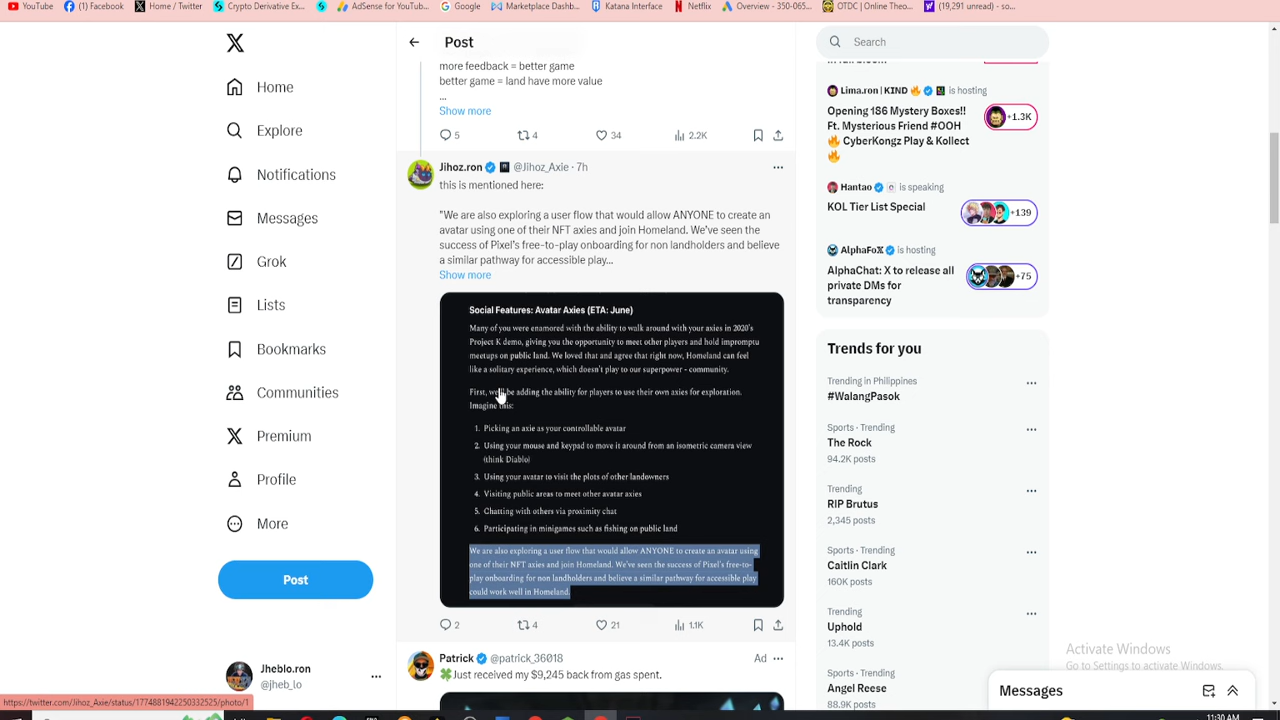 YouTube
(1) Facebook
Home / Twitter
Crypto Derivative Ex...
AdSense for YouTub...
Google
Marketplace Dashb...
Katana Interface
Netflix
Overview - 350-065...
OTDC | Online Theo...
(19,291 unread) - so...
Home
Explore
Notifications
Messages
Grok
Lists
Bookmarks
Communities
Premium
Profile
More
Post
Jheblo.ron
@jheb_lo
https://twitter.com/Jihoz_Axie/status/1774881942250332525/photo/1
Post
more feedback = better game
better game = land have more value
...
Show more
5 4 34 2.2K
Jihoz.ron @Jihoz_Axie · 7h
this is mentioned here:
"We are also exploring a user flow that would allow ANYONE to create an
avatar using one of their NFT axies and join Homeland. We've seen the
success of Pixel's free-to-play onboarding for non landholders and believe
a similar pathway for accessible play...
Show more
Social Features: Avatar Axies (ETA: June)
Many of you were enamored with the ability to walk around with your axies in 2020's
Project K demo, giving you the opportunity to meet other players and hold impromptu
meetups on public land. We loved that and agree that right now, Homeland can feel
like a solitary experience, which doesn't play to our superpower - community.
First, we'll be adding the ability for players to use their own axies for exploration.
Imagine this:
1. Picking an axie as your controllable avatar
2. Using your mouse and keypad to move it around from an isometric camera view
(think Diablo)
3. Using your avatar to visit the plots of other landowners
4. Visiting public areas to meet other avatar axies
5. Chatting with others via proximity chat
6. Participating in minigames such as fishing on public land
We are also exploring a user flow that would allow ANYONE to create an avatar using
one of their NFT axies and join Homeland. We've seen the success of Pixel's free-to-
play onboarding for non landholders and believe a similar pathway for accessible play
could work well in Homeland.
2 4 21 1.1K
Patrick @patrick_36018 Ad
Just received my $9,245 back from gas spent.
Search
Lima.ron | KIND is hosting
Opening 186 Mystery Boxes!!
Ft. Mysterious Friend #OOH
CyberKongz Play & Kollect
+1.3K
Hantao is speaking
KOL Tier List Special
+139
AlphaFoX is hosting
AlphaChat: X to release all
private DMs for
transparency
+75
Trends for you
Trending in Philippines
#WalangPasok
Sports · Trending
The Rock
94.2K posts
Trending
RIP Brutus
2,345 posts
Sports · Trending
Caitlin Clark
160K posts
Trending
Uphold
13.4K posts
Sports · Trending
Angel Reese
88.9K posts
Activate Windows
Go to Settings to activate Windows.
Messages
11:30 AM